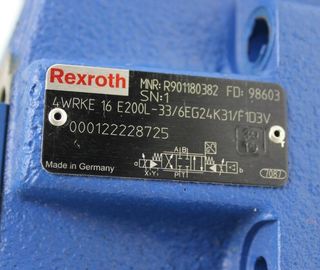 Rexroth
MNR: R901180382 FD: 98603
SN:1
4WRKE 16 E200L-33/6EG24K31/F1D3V
000122228725
A B
a
b
X Y
P T
MADE IN GERMANY
7087